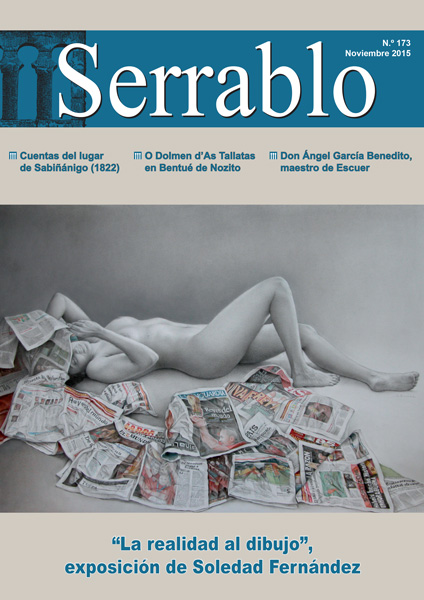 N.º 173
Noviembre 2015
Serrablo
Cuentas del lugar
de Sabiñánigo (1822)
O Dolmen d’As Tallatas
en Bentué de Nozito
Don Ángel García Benedito,
maestro de Escuer
“La realidad al dibujo”,
exposición de Soledad Fernández